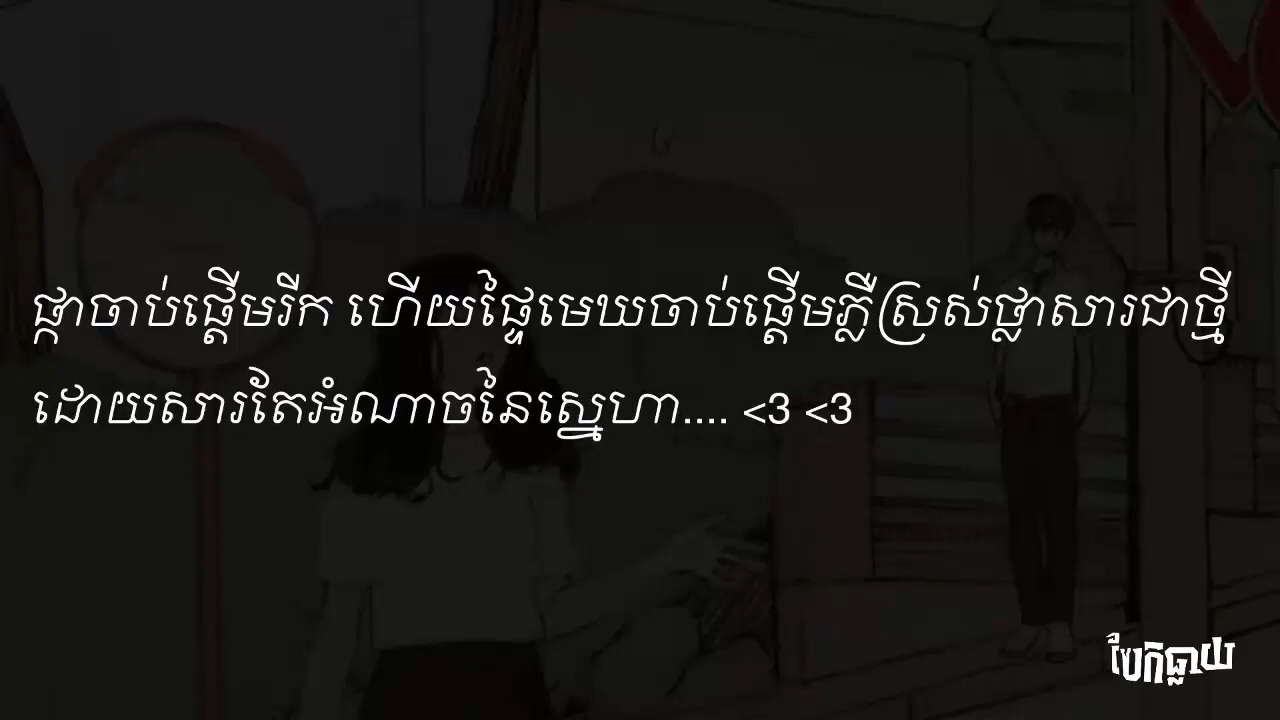 ផ្កាចាប់ផ្តើមរីក ហើយផ្ទៃមេឃចាប់ផ្តើមភ្លឺស្រស់ថ្លាសារជាថ្មី
ដោយសារតែអំណាចនៃស្នេហា.... <3 <3
បែកធ្លាយ